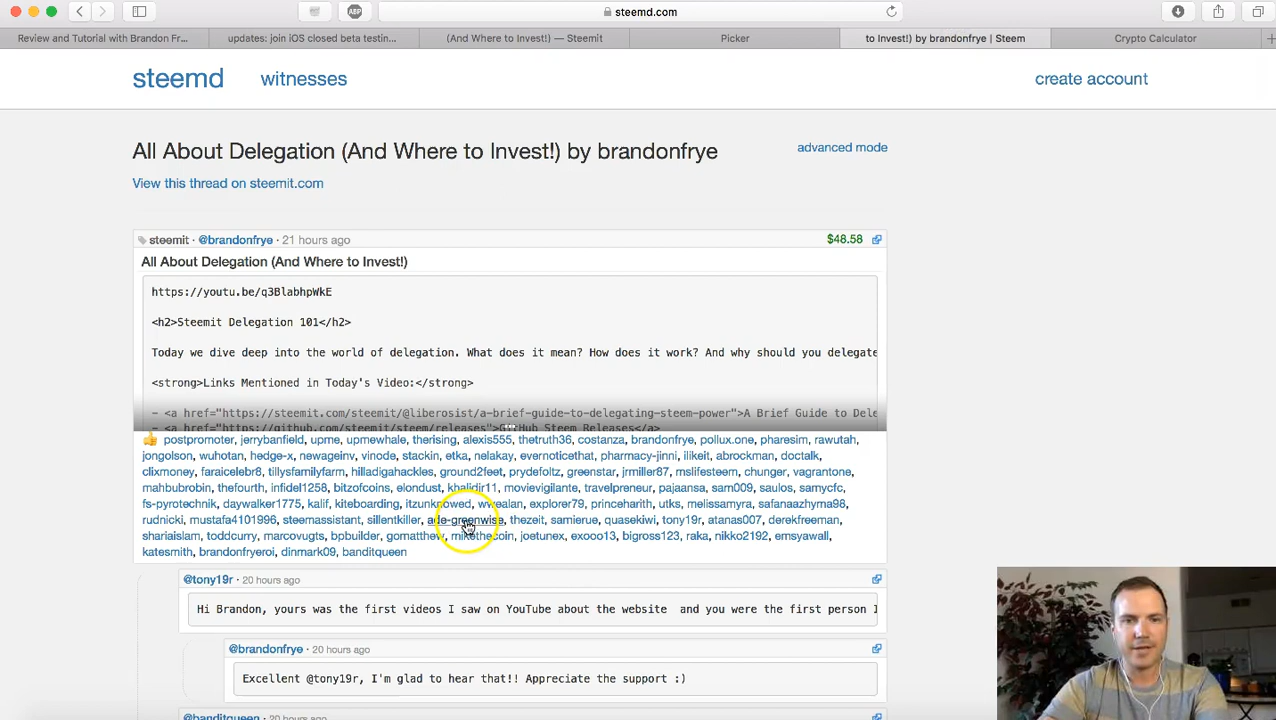 steemd.com
Review and Tutorial with Brandon Fr...
updates: join iOS closed beta testin...
(And Where to Invest!) — Steemit
Picker
to Invest!) by brandonfrye | Steem
Crypto Calculator
steemd
witnesses
create account
All About Delegation (And Where to Invest!) by brandonfrye
advanced mode
View this thread on steemit.com
steemit · @brandonfrye · 21 hours ago
$48.58
All About Delegation (And Where to Invest!)
https://youtu.be/q3BlabhpWkE
<h2>Steemit Delegation 101</h2>
Today we dive deep into the world of delegation. What does it mean? How does it work? And why should you delegate
<strong>Links Mentioned in Today's Video:</strong>
- <a href="https://steemit.com/steemit/@liberosist/a-brief-guide-to-delegating-steem-power">A Brief Guide to Dele
- <a href="https://github.com/steemit/steem/releases">GitHub Steem Releases</a>
postpromoter, jerrybanfield, upme, upmewhale, therising, alexis555, thetruth36, costanza, brandonfrye, pollux.one, pharesim, rawutah,
jongolson, wuhotan, hedge-x, newageinv, vinode, stackin, etka, nelakay, evernoticethat, pharmacy-jinni, ilikeit, abrockman, doctalk,
clixmoney, faraicelebr8, tillysfamilyfarm, hilladigahackles, ground2feet, prydefoltz, greenstar, jrmiller87, mslifesteem, chunger, vagrantone,
mahbubrobin, thefourth, infidel1258, bitzofcoins, elondust, khalidir11, movievigilante, travelpreneur, pajaansa, sam009, saulos, samycfc,
fs-pyrotechnik, daywalker1775, kalif, kiteboarding, itzunknowed, wvrealan, explorer79, princeharith, utks, melissamyra, safanaazhyma98,
rudnicki, mustafa4101996, steemassistant, sillentkiller, ade-greenwise, thezeit, samierue, quasekiwi, tony19r, atanas007, derekfreeman,
shariaislam, toddcurry, marcovugts, bpbuilder, gomatthew, mikethecoin, joetunex, exooo13, bigross123, raka, nikko2192, emsyawall,
katesmith, brandonfryeroi, dinmark09, banditqueen
@tony19r · 20 hours ago
Hi Brandon, yours was the first videos I saw on YouTube about the website and you were the first person I
@brandonfrye · 20 hours ago
Excellent @tony19r, I'm glad to hear that!! Appreciate the support :)
@banditqueen · 20 hours ago
ABP